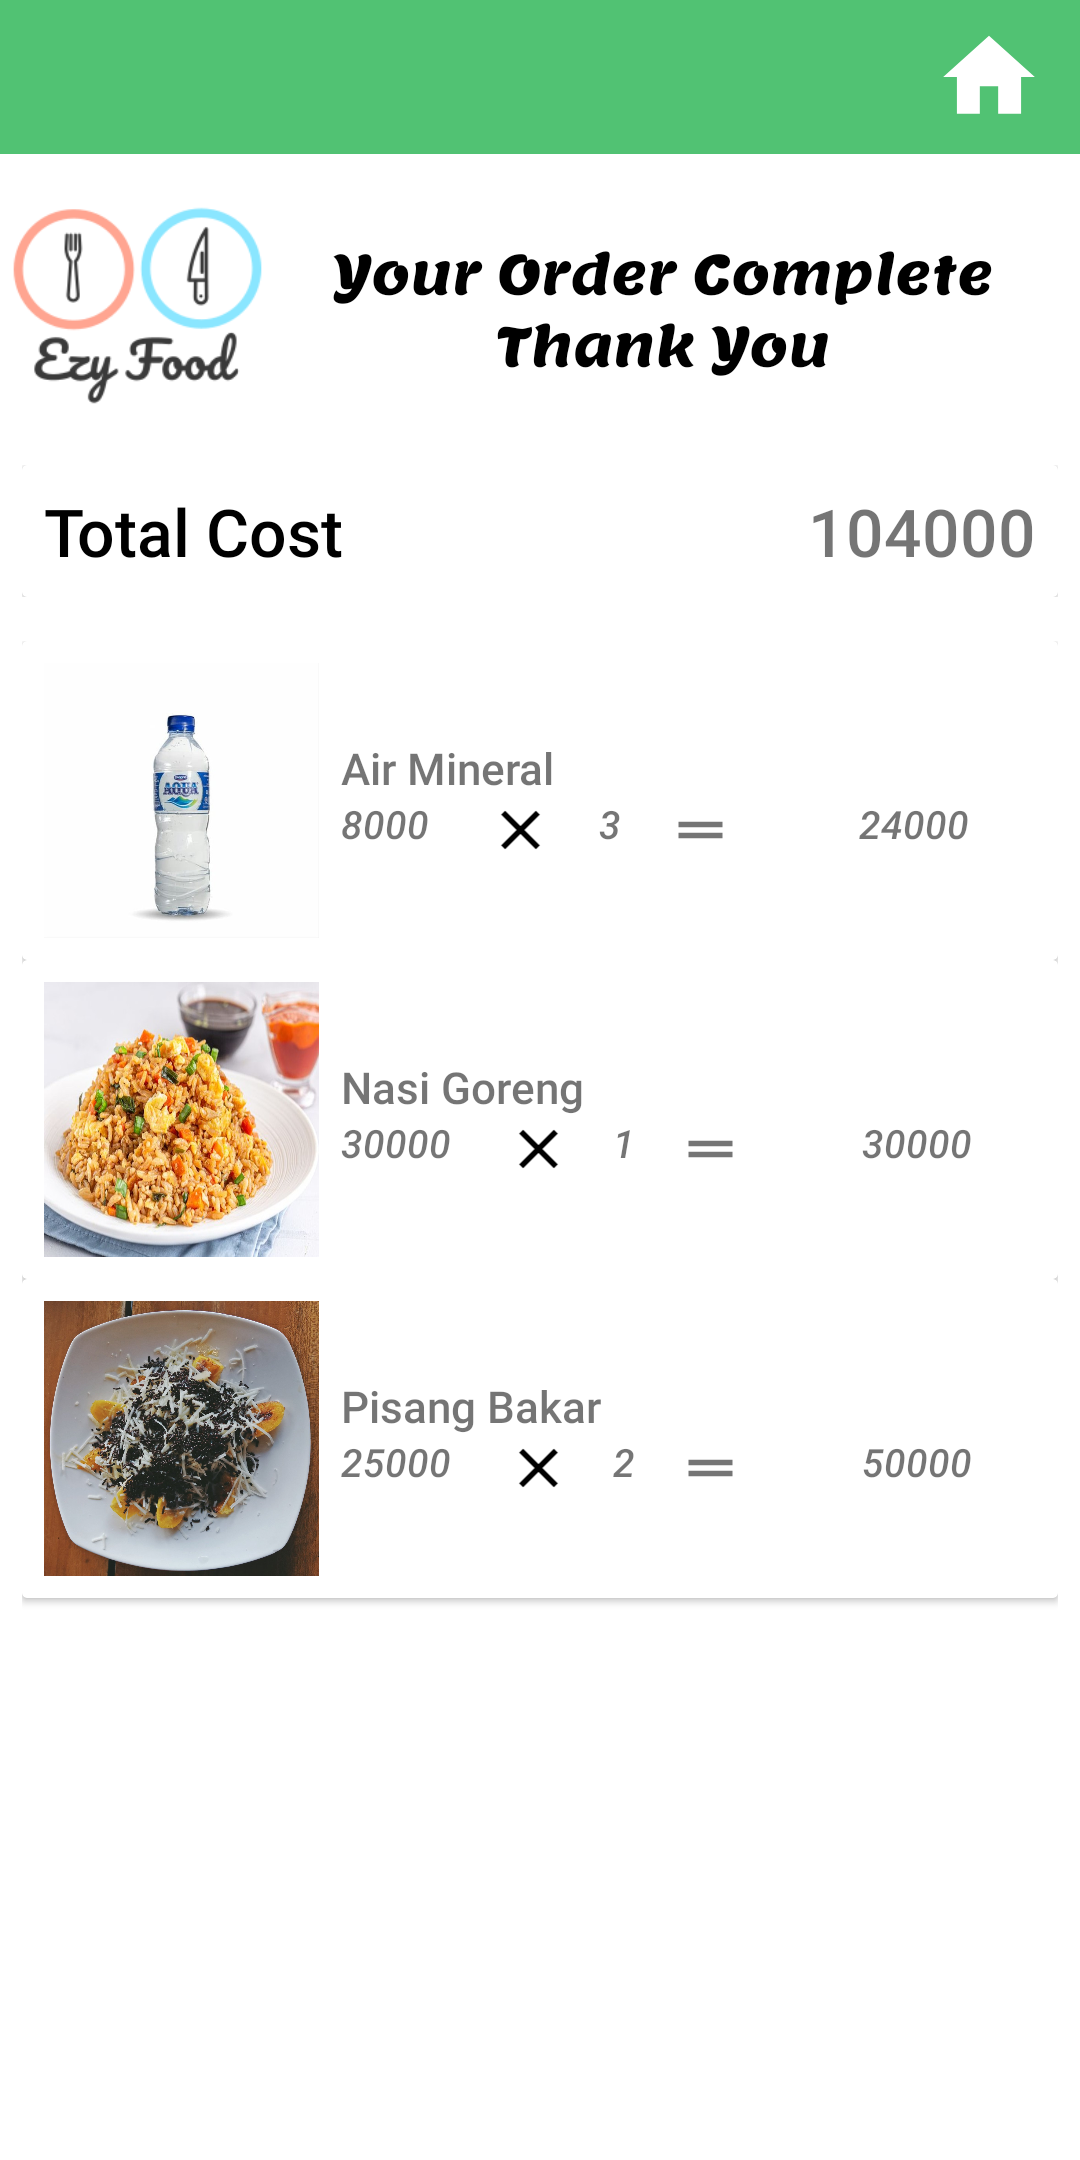 Ezy Food
Your Order Complete
Thank You
Total Cost 104000
AQUA
Air Mineral
8000 × 3 = 24000
Nasi Goreng
30000 × 1 = 30000
Pisang Bakar
25000 × 2 = 50000